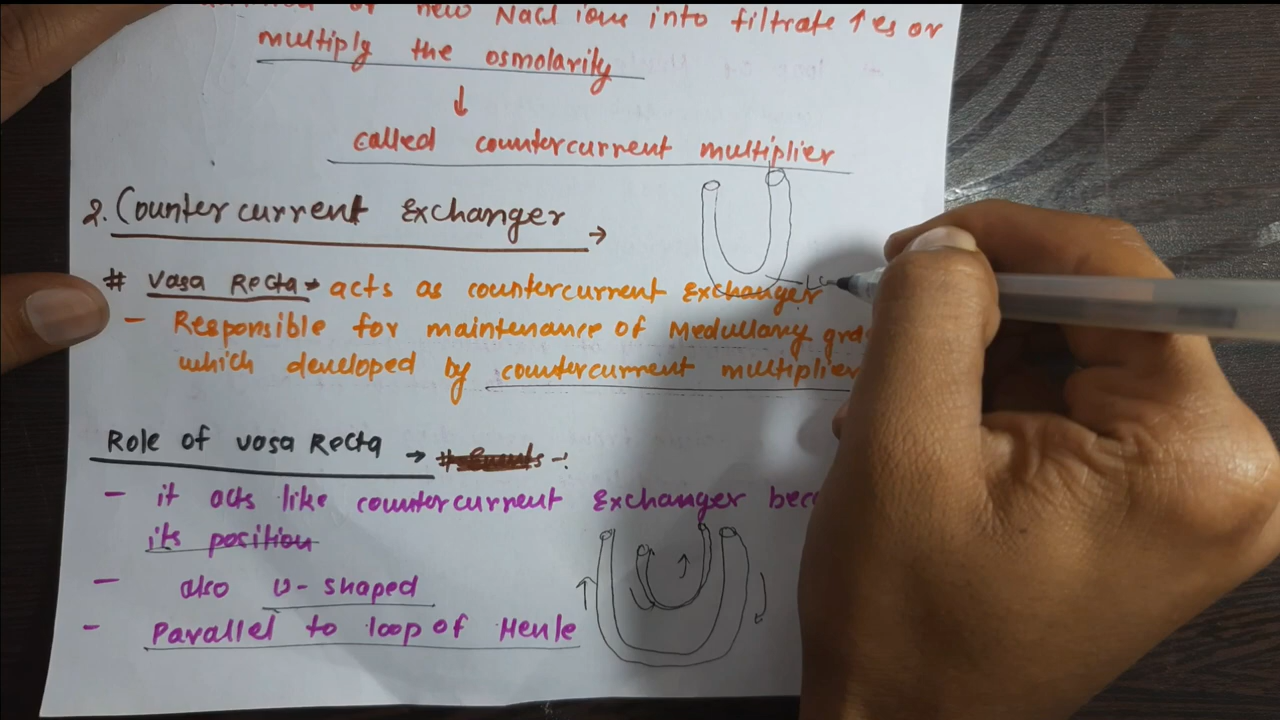 of new NaCl ions into filtrate ↑es or
multiply the osmolarity
↓
called countercurrent multiplier
2. Counter current Exchanger →
# Vasa Recta → acts as countercurrent Exchanger
- Responsible for maintenance of Medullary
which developed by countercurrent multiplier
Role of vasa Recta →
- it acts like countercurrent Exchanger
its position
- also U-shaped
- Parallel to loop of Henle